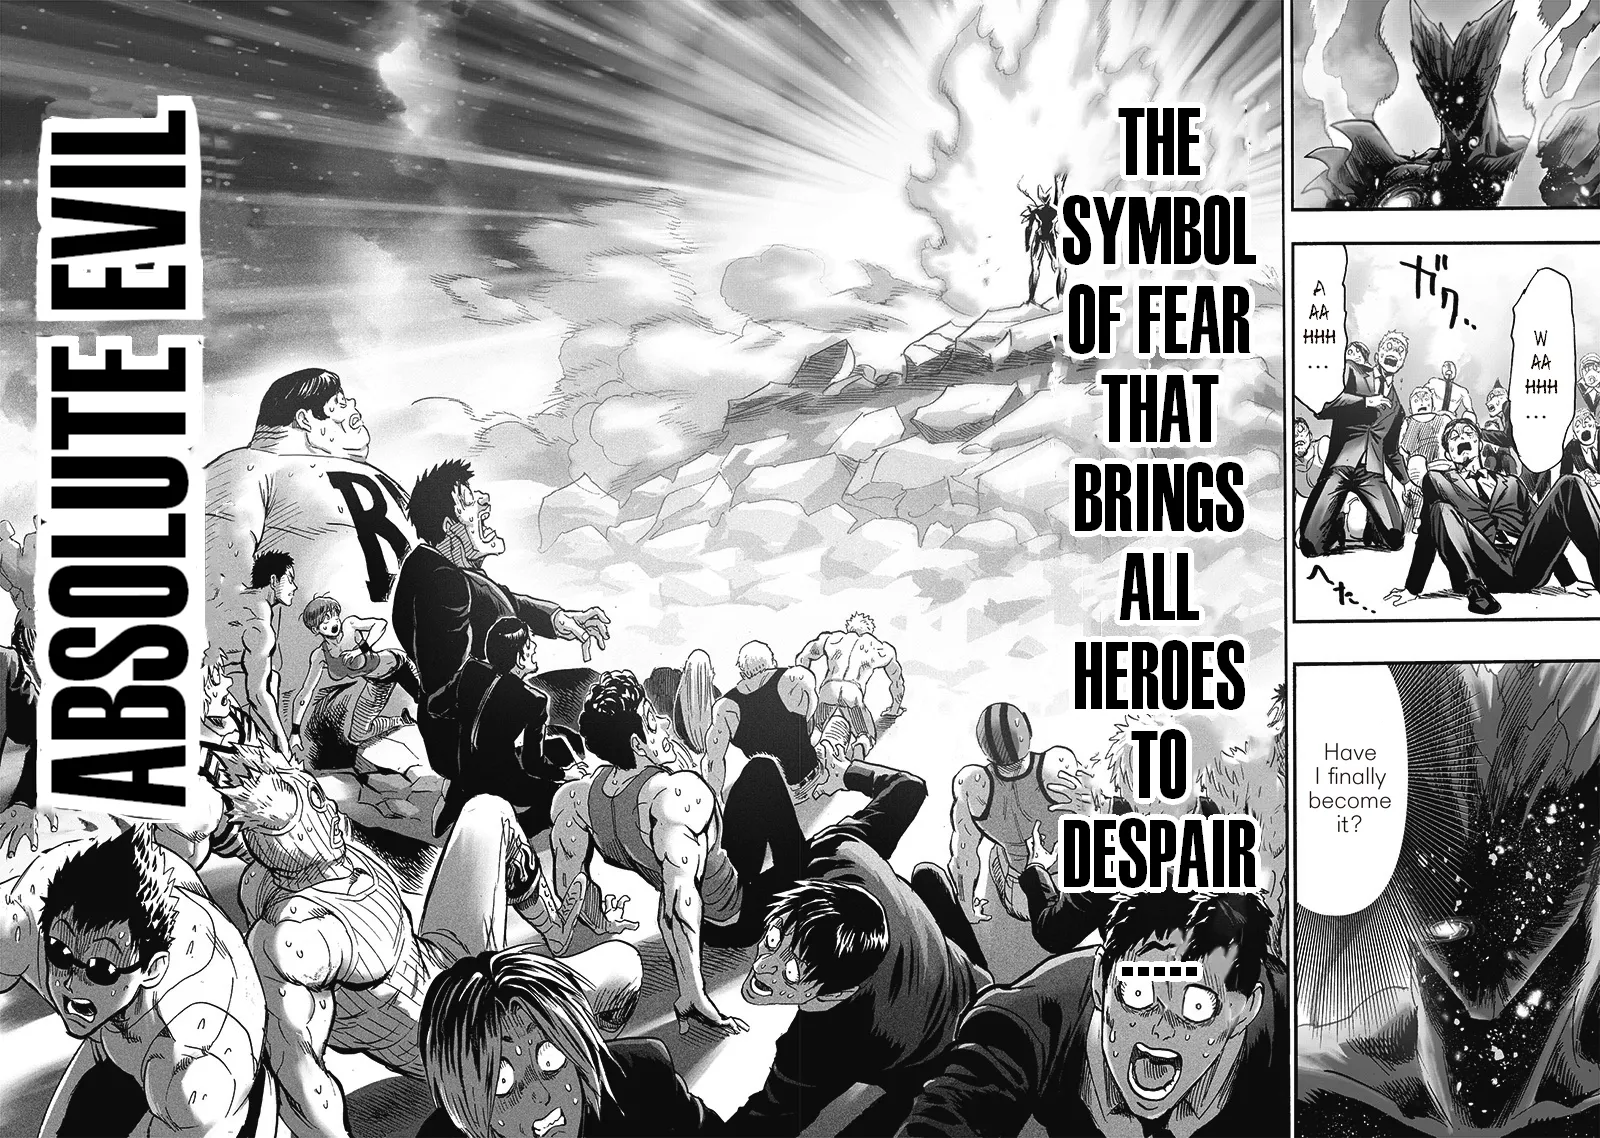 A
AA
HHH
...
ガク..
W
AA
HHH
...
へた..
Have
I finally
become
it?
THE
SYMBOL
OF FEAR
THAT
BRINGS
ALL
HEROES
TO
DESPAIR
.....
ABSOLUTE EVIL
R